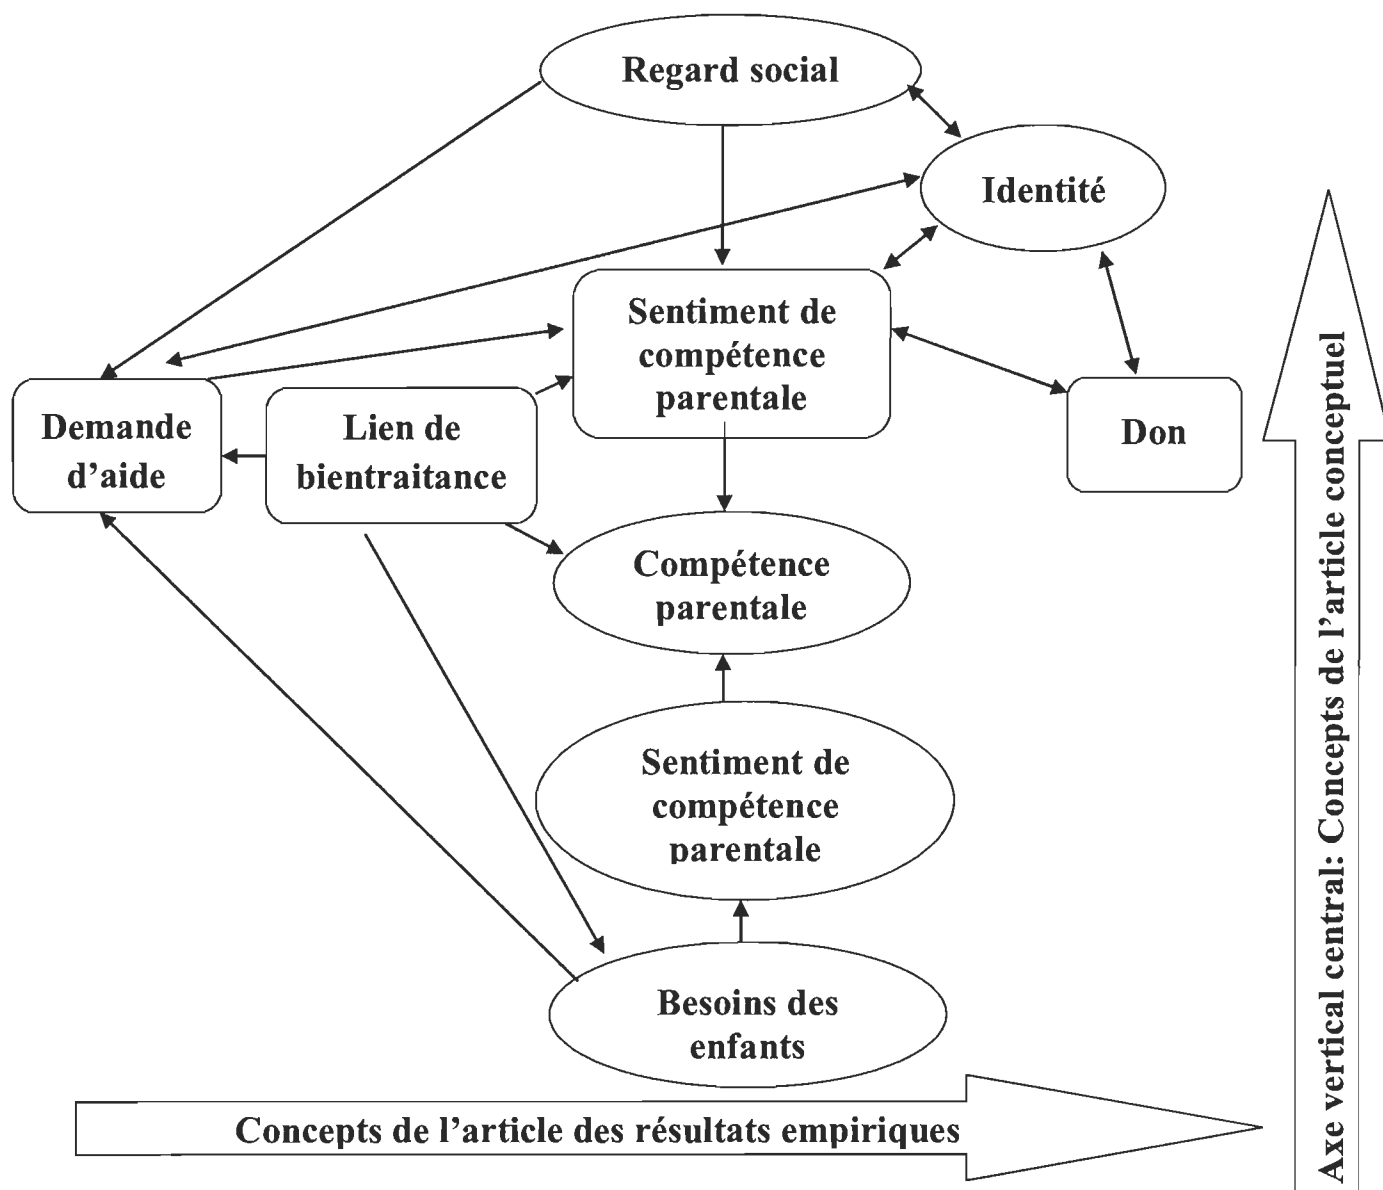 Regard social
Identité
Sentiment de
compétence
parentale
Demande
d'aide
Lien de
bientraitance
Don
Compétence
parentale
Sentiment de
compétence
parentale
Besoins des
enfants
Concepts de l'article des résultats empiriques
Axe vertical central: Concepts de l'article conceptuel